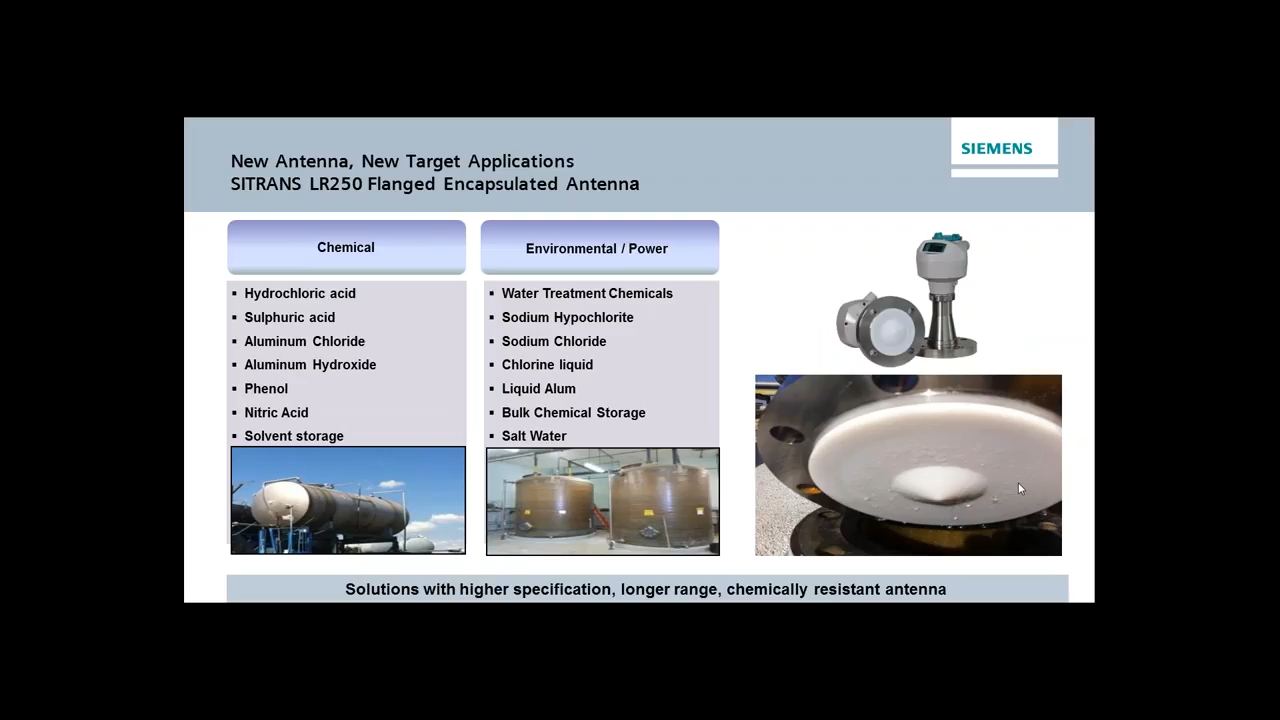 New Antenna, New Target Applications
SITRANS LR250 Flanged Encapsulated Antenna
SIEMENS
Chemical
Hydrochloric acid
Sulphuric acid
Aluminum Chloride
Aluminum Hydroxide
Phenol
Nitric Acid
Solvent storage
Environmental / Power
Water Treatment Chemicals
Sodium Hypochlorite
Sodium Chloride
Chlorine liquid
Liquid Alum
Bulk Chemical Storage
Salt Water
Solutions with higher specification, longer range, chemically resistant antenna